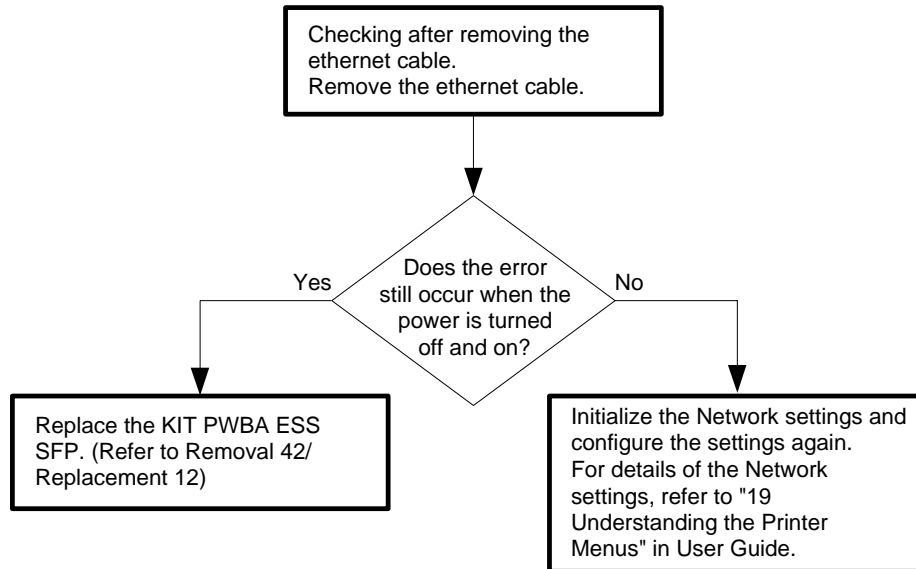 Checking after removing the
ethernet cable.
Remove the ethernet cable.
Yes
Does the error
still occur when the
power is turned
off and on?
No
Replace the KIT PWBA ESS
SFP. (Refer to Removal 42/
Replacement 12)
Initialize the Network settings and
configure the settings again.
For details of the Network
settings, refer to "19
Understanding the Printer
Menus" in User Guide.